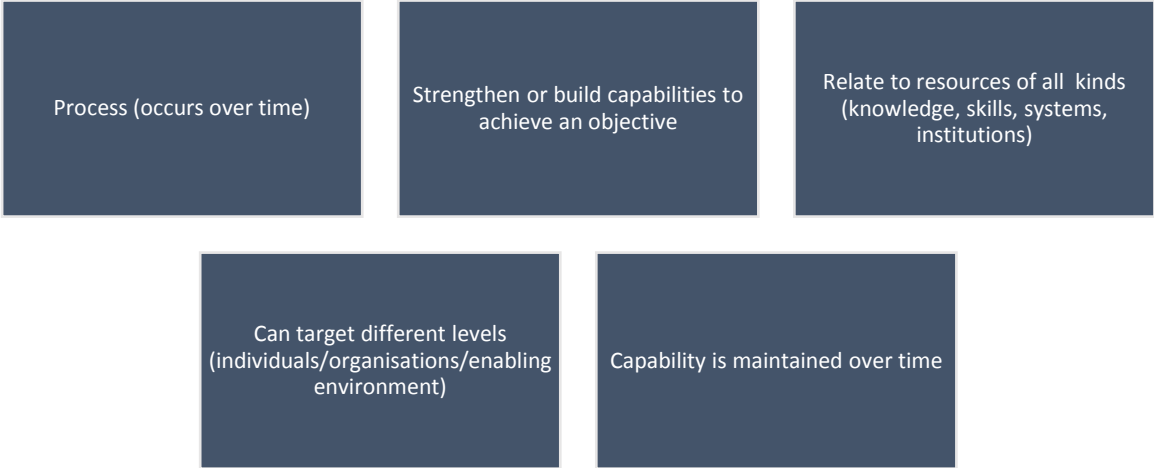 Process (occurs over time)
Strengthen or build capabilities to
achieve an objective
Relate to resources of all kinds
(knowledge, skills, systems,
institutions)
Can target different levels
(individuals/organisations/enabling
environment)
Capability is maintained over time